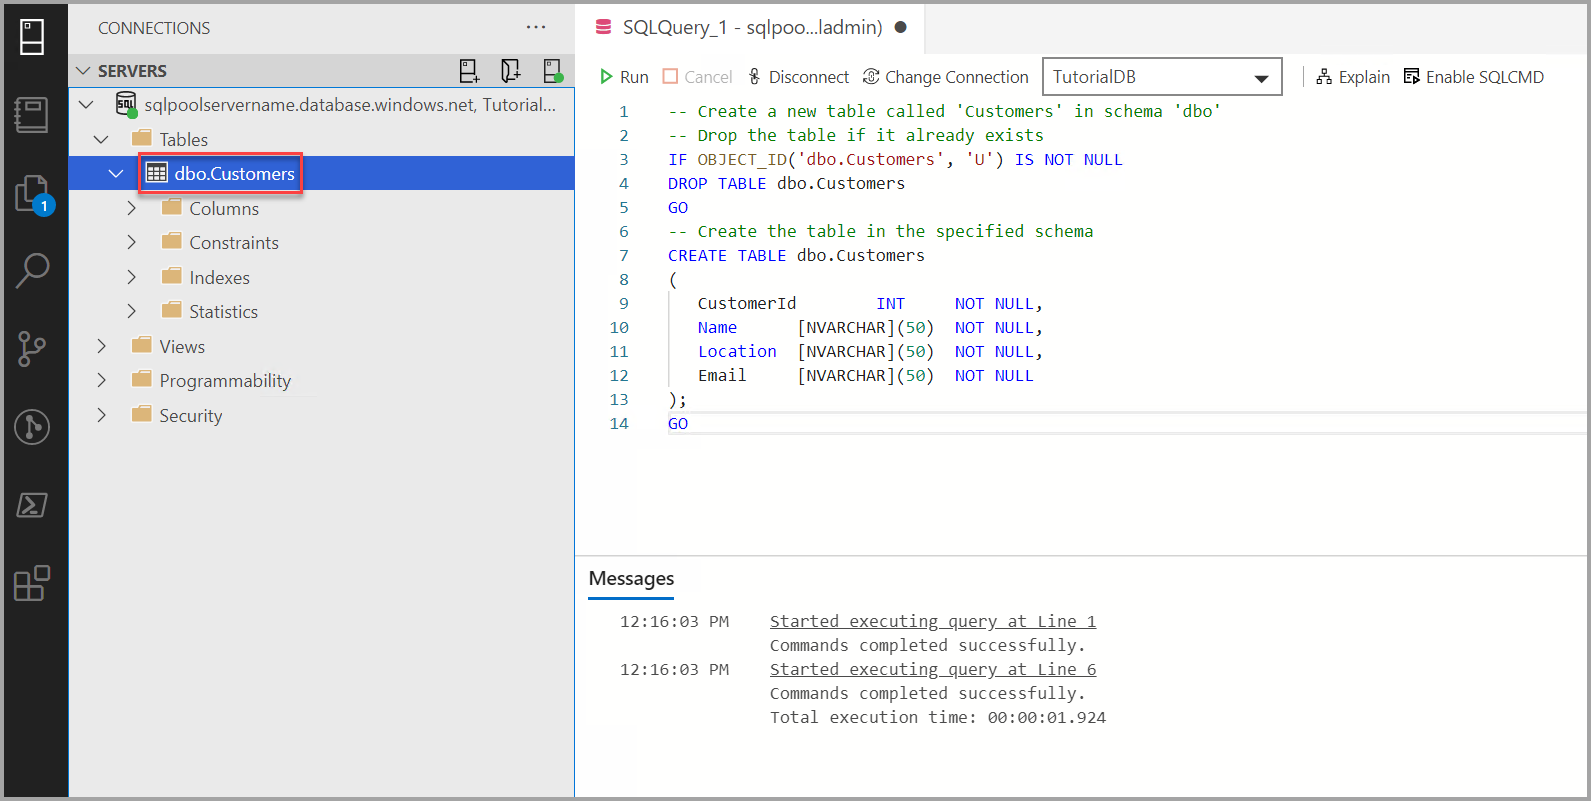 CONNECTIONS
SERVERS
sqlpoolservername.database.windows.net, Tutorial...
Tables
dbo.Customers
Columns
Constraints
Indexes
Statistics
Views
Programmability
Security
1
SQLQuery_1 - sqlpoo...ladmin)
Run Cancel Disconnect Change Connection TutorialDB Explain Enable SQLCMD
1 -- Create a new table called 'Customers' in schema 'dbo'
2 -- Drop the table if it already exists
3 IF OBJECT_ID('dbo.Customers', 'U') IS NOT NULL
4 DROP TABLE dbo.Customers
5 GO
6 -- Create the table in the specified schema
7 CREATE TABLE dbo.Customers
8 (
9 CustomerId INT NOT NULL,
10 Name [NVARCHAR](50) NOT NULL,
11 Location [NVARCHAR](50) NOT NULL,
12 Email [NVARCHAR](50) NOT NULL
13 );
14 GO
Messages
12:16:03 PM Started executing query at Line 1
Commands completed successfully.
12:16:03 PM Started executing query at Line 6
Commands completed successfully.
Total execution time: 00:00:01.924